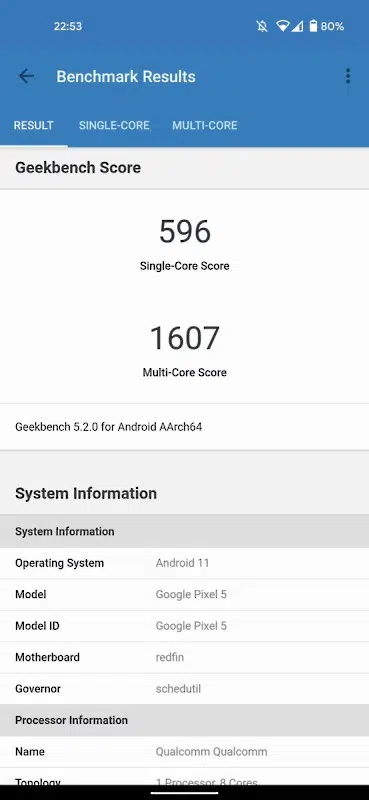 22:53 80%
Benchmark Results
RESULT SINGLE-CORE MULTI-CORE
Geekbench Score
596
Single-Core Score
1607
Multi-Core Score
Geekbench 5.2.0 for Android AArch64
System Information
System Information
Operating System Android 11
Model Google Pixel 5
Model ID Google Pixel 5
Motherboard redfin
Governor schedutil
Processor Information
Name Qualcomm Qualcomm
Topology 1 Processor, 8 Cores